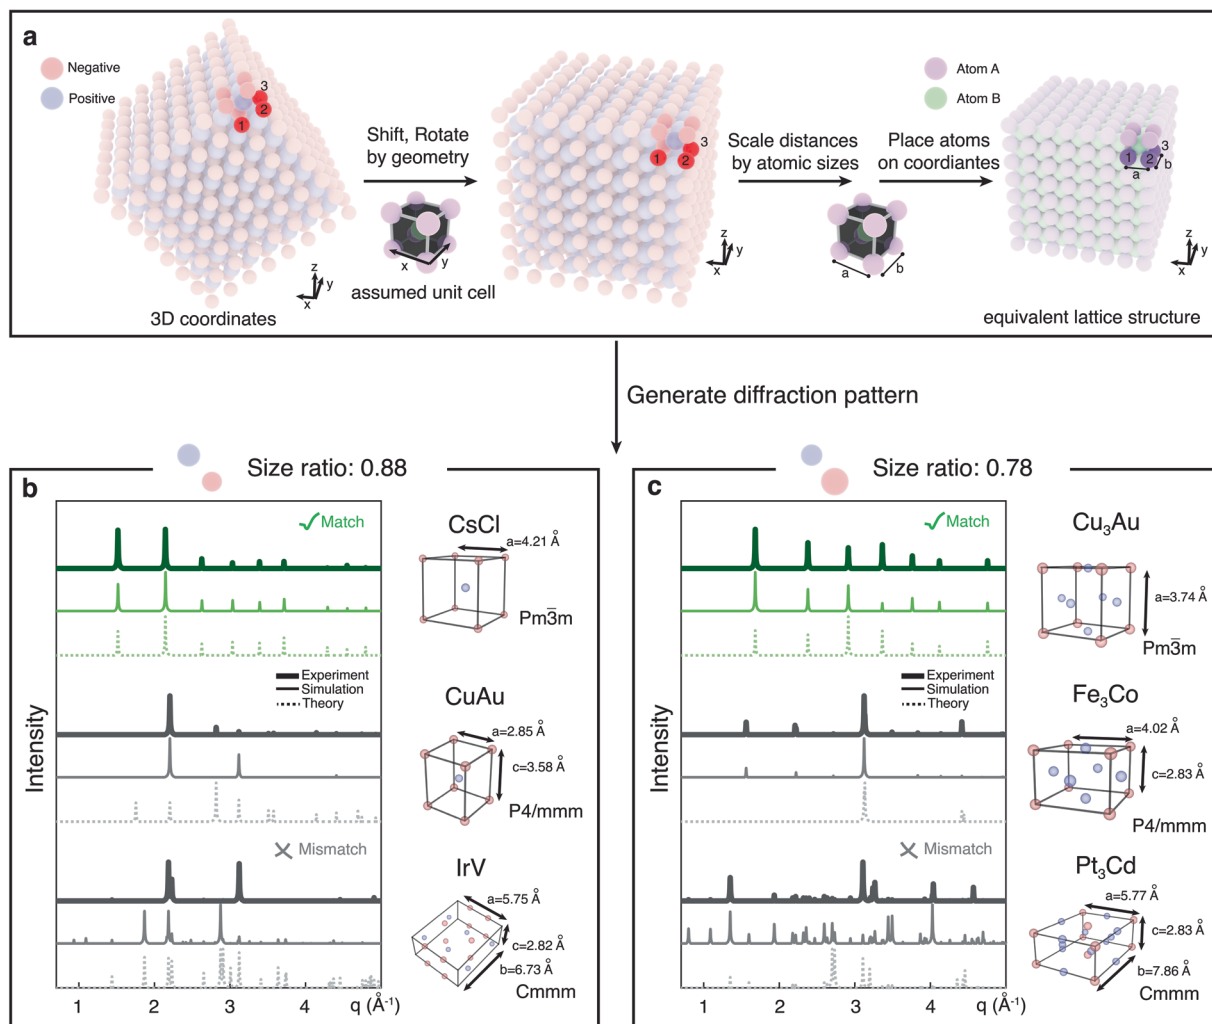 a
Negative
Positive
3
2
1
Shift, Rotate
by geometry
x
y
assumed unit cell
z
y
x
3D coordinates
3
1
2
z
y
x
Scale distances
by atomic sizes
a
b
Place atoms
on coordiantes
Atom A
Atom B
3
1
2
b
a
z
y
x
equivalent lattice structure
Generate diffraction pattern
b
Size ratio: 0.88
Match
CsCl
a=4.21 Å
Pm3̅m
Experiment
Simulation
Theory
CuAu
a=2.85 Å
c=3.58 Å
P4/mmm
Mismatch
IrV
a=5.75 Å
c=2.82 Å
b=6.73 Å
Cmmm
Intensity
1 2 3 4 q (Å⁻¹)
c
Size ratio: 0.78
Match
Cu₃Au
a=3.74 Å
Pm3̅m
Experiment
Simulation
Theory
Fe₃Co
a=4.02 Å
c=2.83 Å
P4/mmm
Mismatch
Pt₃Cd
a=5.77 Å
c=2.83 Å
b=7.86 Å
Cmmm
Intensity
1 2 3 4 q (Å⁻¹)